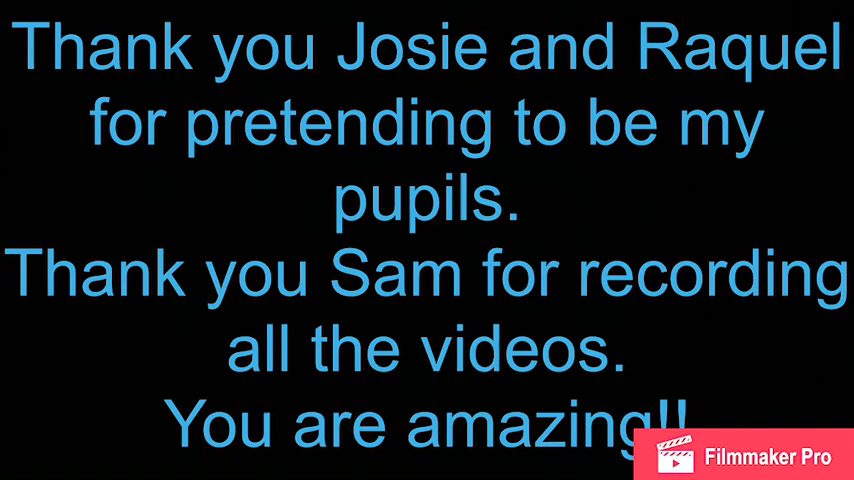 Thank you Josie and Raquel
for pretending to be my
pupils.
Thank you Sam for recording
all the videos.
You are amazing!!
Filmmaker Pro